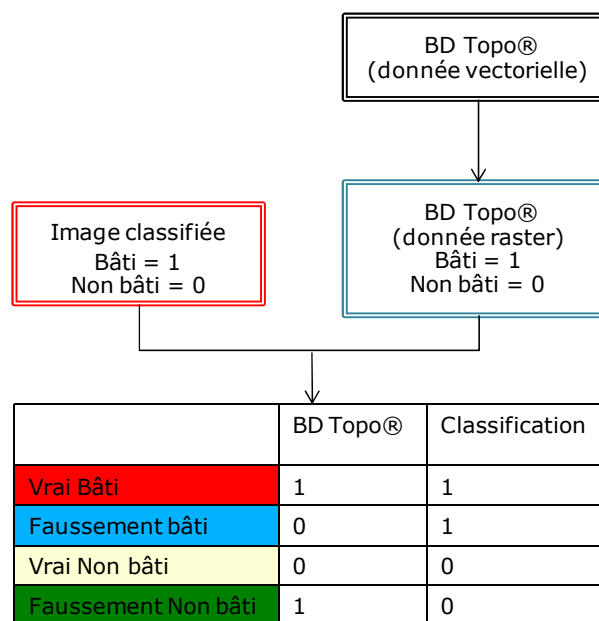 BD Topo®
(donnée vectorielle)
Image classifiée
Bâti = 1
Non bâti = 0
BD Topo®
(donnée raster)
Bâti = 1
Non bâti = 0
BD Topo® Classification
Vrai Bâti 1 1
Faussement bâti 0 1
Vrai Non bâti 0 0
Faussement Non bâti 1 0